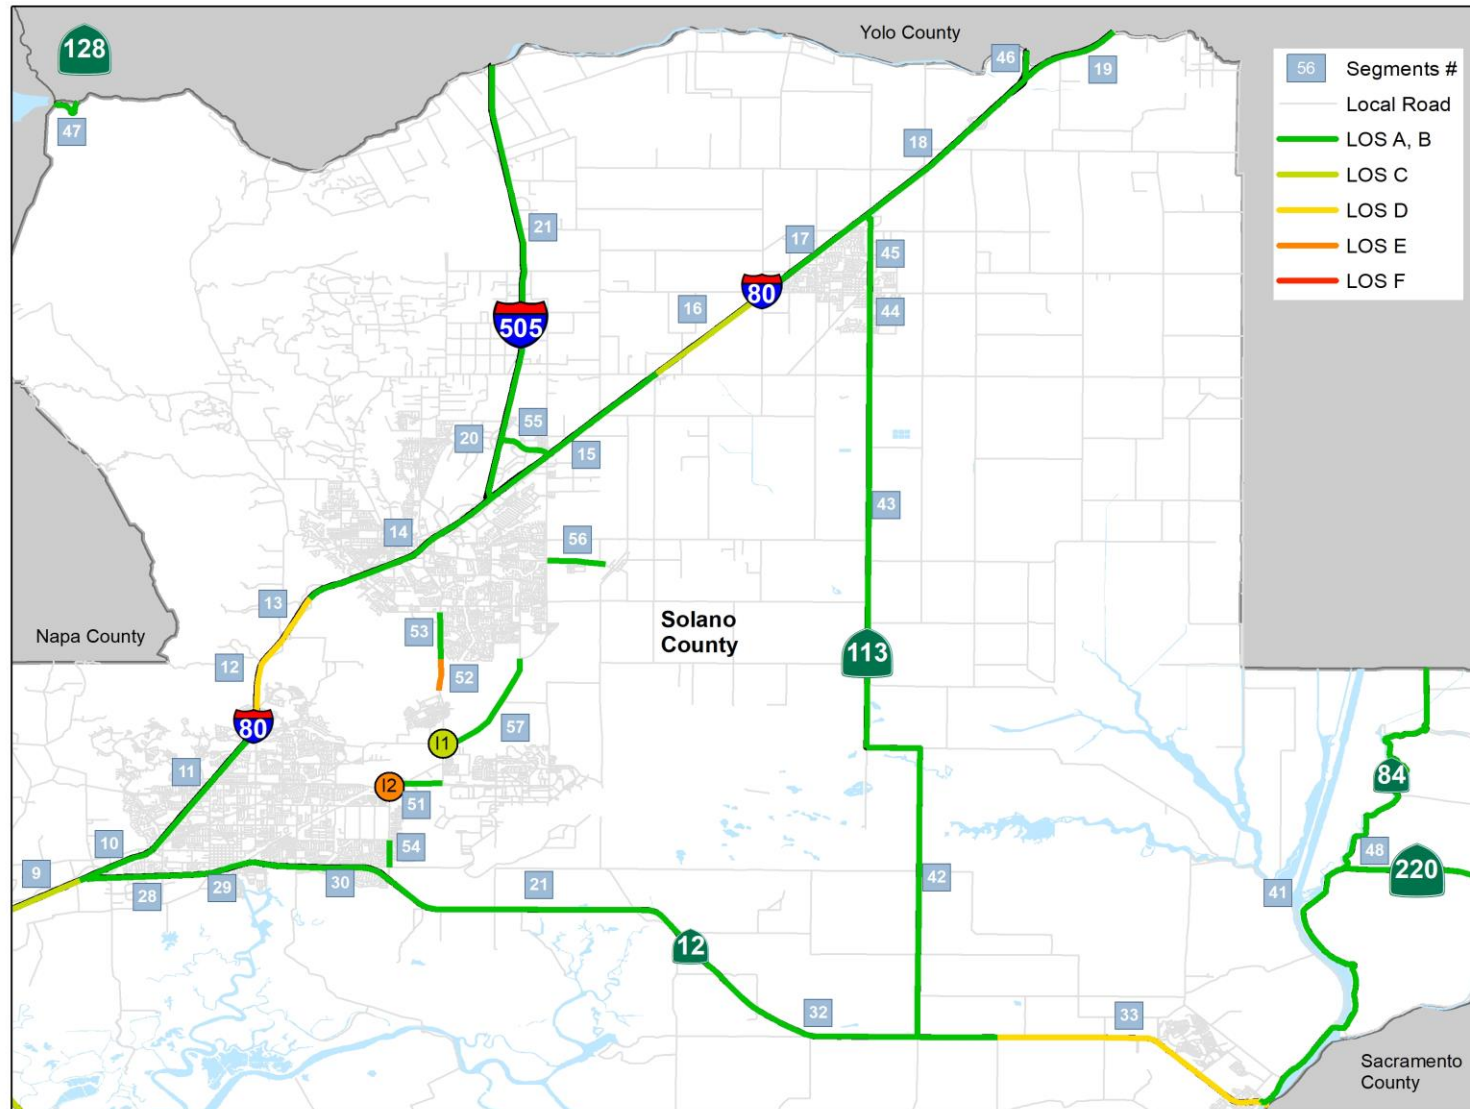 Yolo County
128
46
19
47
56 Segments #
Local Road
LOS A, B
LOS C
LOS D
LOS E
LOS F
18
21
17
45
80
16
44
505
55
20
15
14
43
56
13
Solano
County
53
Napa County
12
52
113
57
80
I1
11
84
I2
51
10
54
48
9
28
29
30
21
42
41
220
12
32
33
Sacramento
County